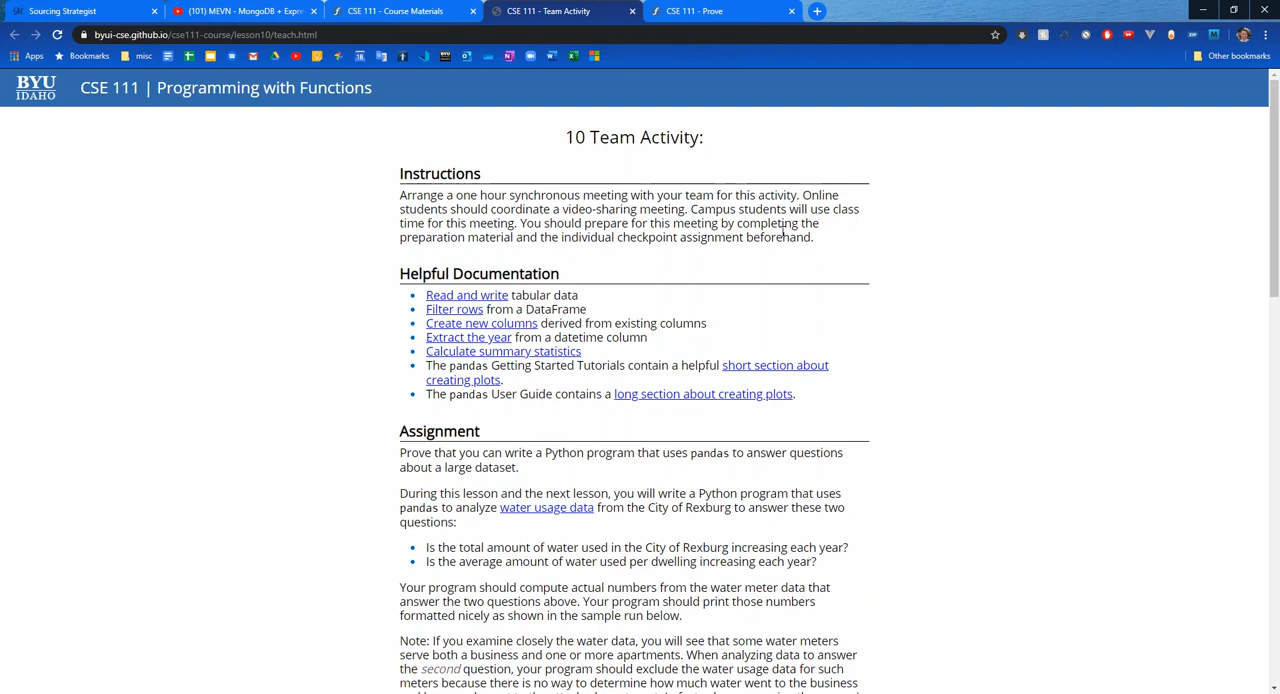 Sourcing Strategist
(101) MEVN - MongoDB + Expre
CSE 111 - Course Materials
CSE 111 - Team Activity
CSE 111 - Prove
byui-cse.github.io/cse111-course/lesson10/teach.html
Apps
Bookmarks
misc
Other bookmarks
BYU
IDAHO
CSE 111 | Programming with Functions
10 Team Activity:
Instructions
Arrange a one hour synchronous meeting with your team for this activity. Online
students should coordinate a video-sharing meeting. Campus students will use class
time for this meeting. You should prepare for this meeting by completing the
preparation material and the individual checkpoint assignment beforehand.
Helpful Documentation
• Read and write tabular data
• Filter rows from a DataFrame
• Create new columns derived from existing columns
• Extract the year from a datetime column
• Calculate summary statistics
• The pandas Getting Started Tutorials contain a helpful short section about
creating plots.
• The pandas User Guide contains a long section about creating plots.
Assignment
Prove that you can write a Python program that uses pandas to answer questions
about a large dataset.
During this lesson and the next lesson, you will write a Python program that uses
pandas to analyze water usage data from the City of Rexburg to answer these two
questions:
• Is the total amount of water used in the City of Rexburg increasing each year?
• Is the average amount of water used per dwelling increasing each year?
Your program should compute actual numbers from the water meter data that
answer the two questions above. Your program should print those numbers
formatted nicely as shown in the sample run below.
Note: If you examine closely the water data, you will see that some water meters
serve both a business and one or more apartments. When analyzing data to answer
the second question, your program should exclude the water usage data for such
meters because there is no way to determine how much water went to the business